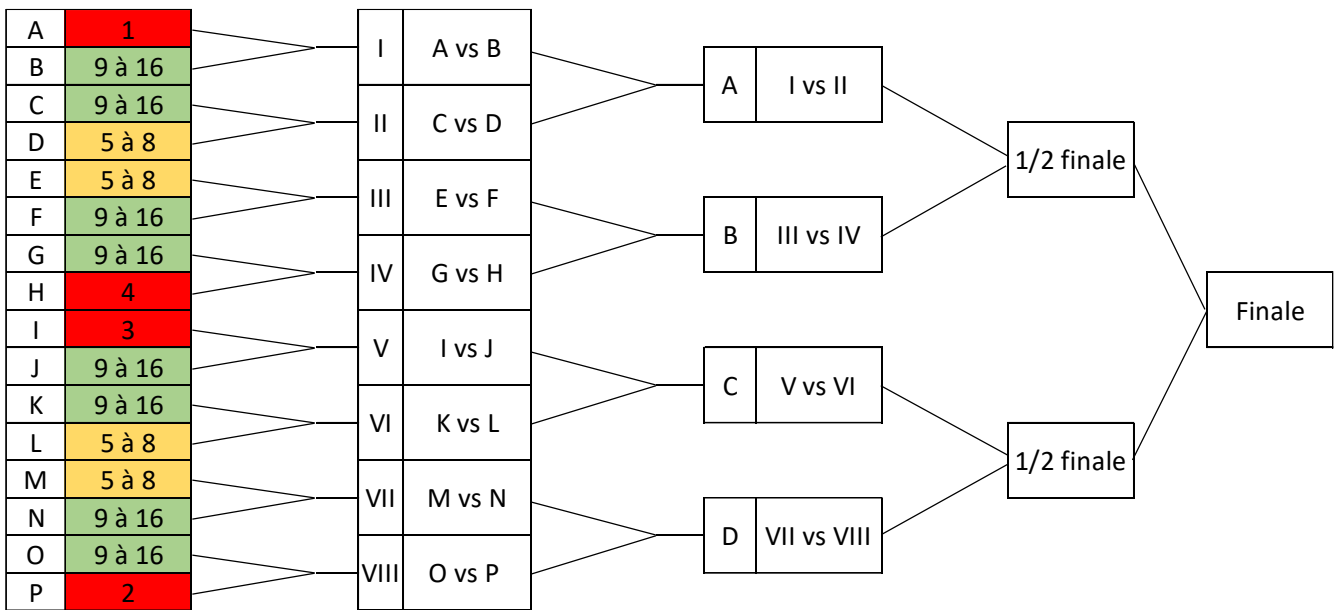 A 1
B 9 à 16
C 9 à 16
D 5 à 8
E 5 à 8
F 9 à 16
G 9 à 16
H 4
I 3
J 9 à 16
K 9 à 16
L 5 à 8
M 5 à 8
N 9 à 16
O 9 à 16
P 2
I A vs B
II C vs D
III E vs F
IV G vs H
V I vs J
VI K vs L
VII M vs N
VIII O vs P
A I vs II
B III vs IV
C V vs VI
D VII vs VIII
1/2 finale
1/2 finale
Finale